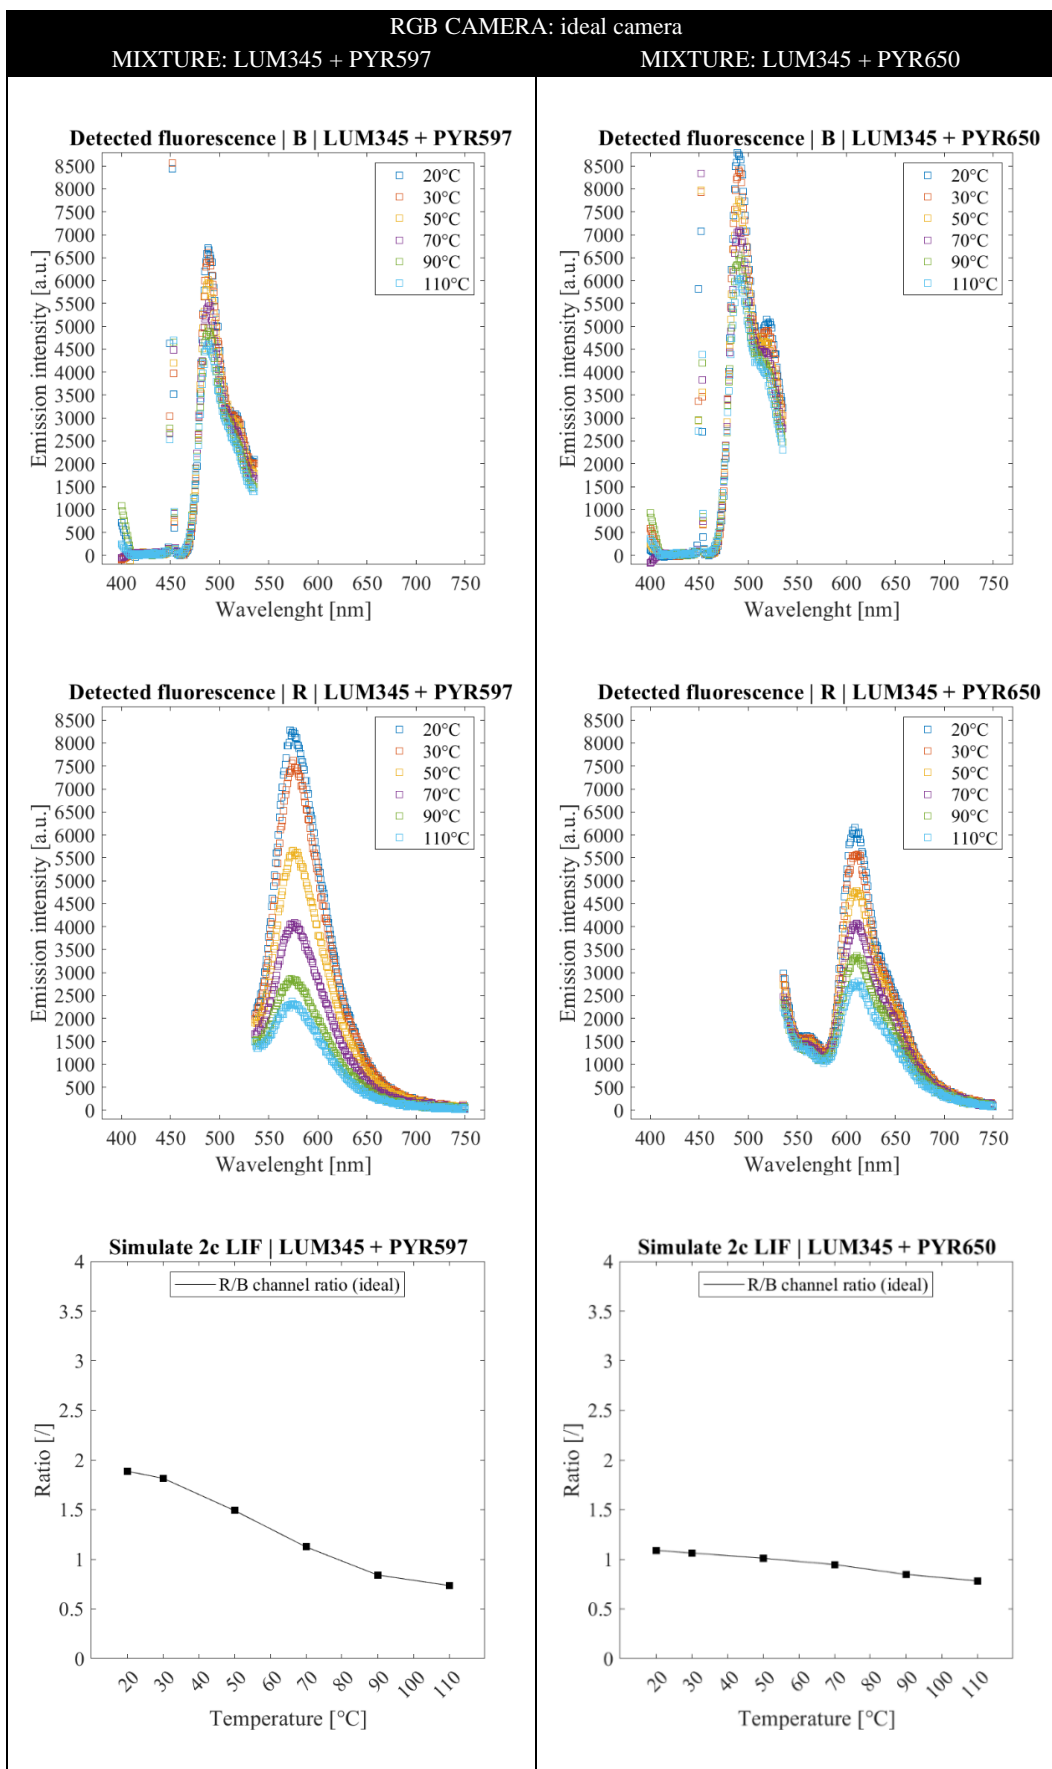 RGB CAMERA: ideal camera
MIXTURE: LUM345 + PYR597
MIXTURE: LUM345 + PYR650
Detected fluorescence | B | LUM345 + PYR597
8500
8000
7500
7000
6500
6000
5500
5000
4500
4000
3500
3000
2500
2000
1500
1000
500
0
Emission intensity [a.u.]
20°C
30°C
50°C
70°C
90°C
110°C
400 450 500 550 600 650 700 750
Wavelenght [nm]
Detected fluorescence | B | LUM345 + PYR650
8500
8000
7500
7000
6500
6000
5500
5000
4500
4000
3500
3000
2500
2000
1500
1000
500
0
Emission intensity [a.u.]
20°C
30°C
50°C
70°C
90°C
110°C
400 450 500 550 600 650 700 750
Wavelenght [nm]
Detected fluorescence | R | LUM345 + PYR597
8500
8000
7500
7000
6500
6000
5500
5000
4500
4000
3500
3000
2500
2000
1500
1000
500
0
Emission intensity [a.u.]
20°C
30°C
50°C
70°C
90°C
110°C
400 450 500 550 600 650 700 750
Wavelenght [nm]
Detected fluorescence | R | LUM345 + PYR650
8500
8000
7500
7000
6500
6000
5500
5000
4500
4000
3500
3000
2500
2000
1500
1000
500
0
Emission intensity [a.u.]
20°C
30°C
50°C
70°C
90°C
110°C
400 450 500 550 600 650 700 750
Wavelenght [nm]
Simulate 2c LIF | LUM345 + PYR597
4
3.5
3
2.5
2
1.5
1
0.5
0
Ratio [/]
R/B channel ratio (ideal)
20 30 50 70 90 110
Temperature [°C]
Simulate 2c LIF | LUM345 + PYR650
4
3.5
3
2.5
2
1.5
1
0.5
0
Ratio [/]
R/B channel ratio (ideal)
20 30 50 70 90 110
Temperature [°C]